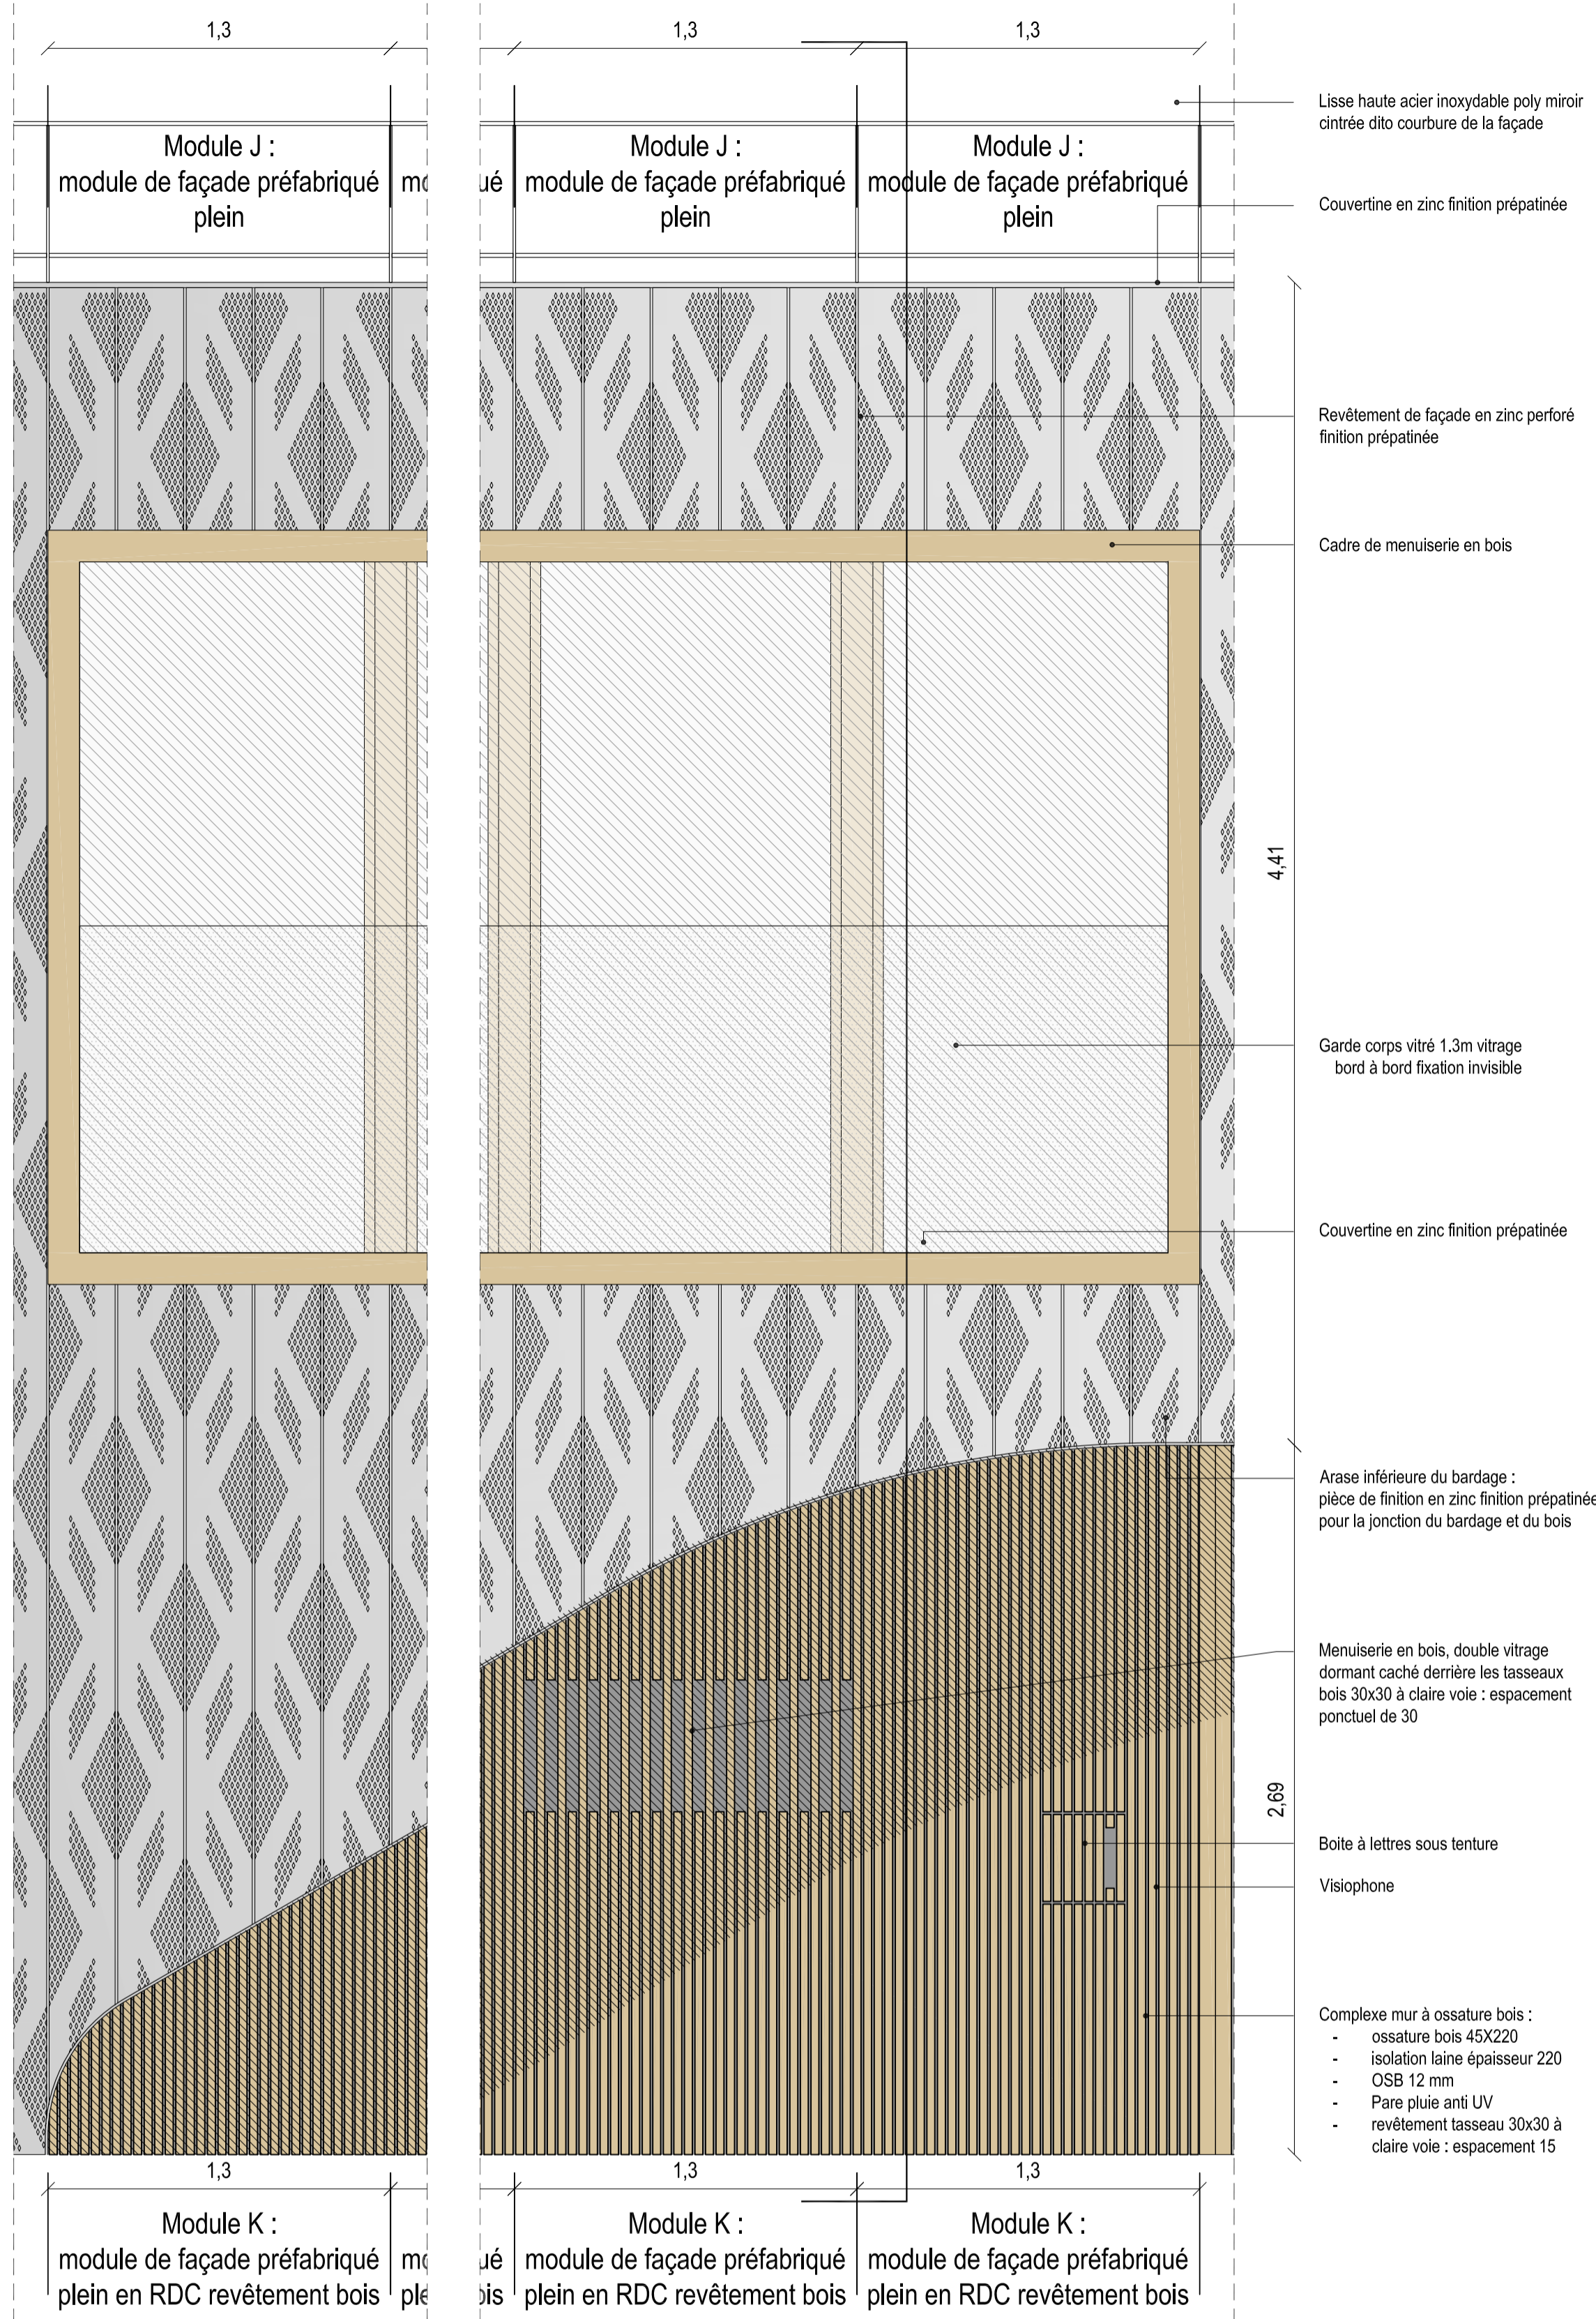 1,3
1,3
1,3
Module J :
module de façade préfabriqué
plein
Module J :
module de façade préfabriqué
plein
Module J :
module de façade préfabriqué
plein
Lisse haute acier inoxydable poly miroir
cintrée dito courbure de la façade
Couvertine en zinc finition prépatinée
Revêtement de façade en zinc perforé
finition prépatinée
Cadre de menuiserie en bois
4,41
Garde corps vitré 1.3m vitrage
bord à bord fixation invisible
Couvertine en zinc finition prépatinée
Arase inférieure du bardage :
pièce de finition en zinc finition prépatinée
pour la jonction du bardage et du bois
Menuiserie en bois, double vitrage
dormant caché derrière les tasseaux
bois 30x30 à claire voie : espacement
ponctuel de 30
2,69
Boite à lettres sous tenture
Visiophone
Complexe mur à ossature bois :
- ossature bois 45X220
- isolation laine épaisseur 220
- OSB 12 mm
- Pare pluie anti UV
- revêtement tasseau 30x30 à
claire voie : espacement 15
1,3
1,3
1,3
Module K :
module de façade préfabriqué
plein en RDC revêtement bois
Module K :
module de façade préfabriqué
plein en RDC revêtement bois
Module K :
module de façade préfabriqué
plein en RDC revêtement bois